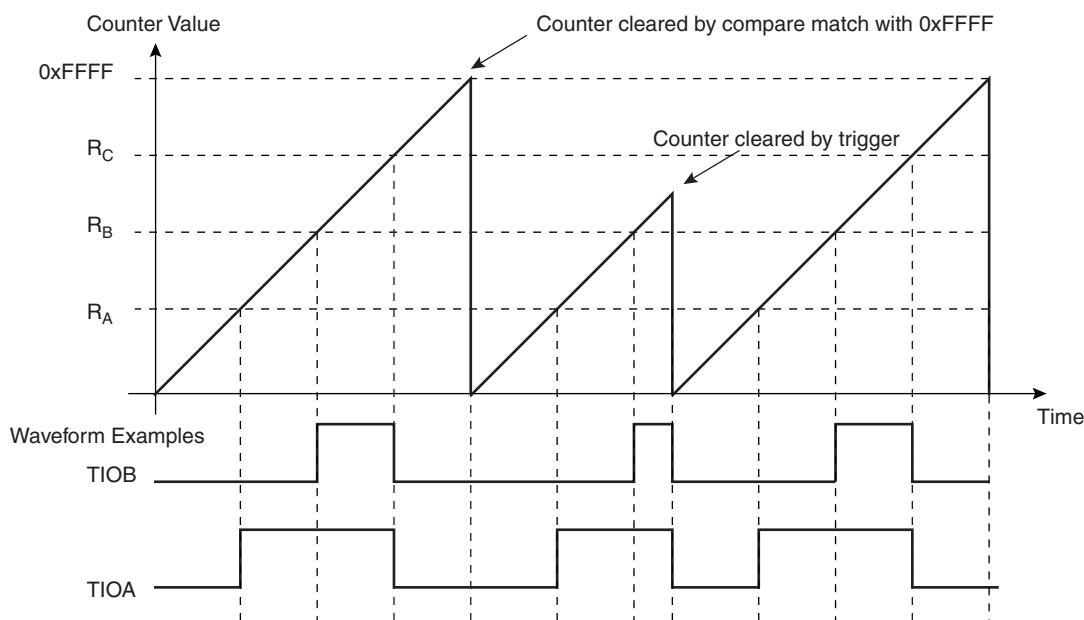 Counter Value
Counter cleared by compare match with 0xFFFF
0xFFFF
RC
Counter cleared by trigger
RB
RA
Time
Waveform Examples
TIOB
TIOA